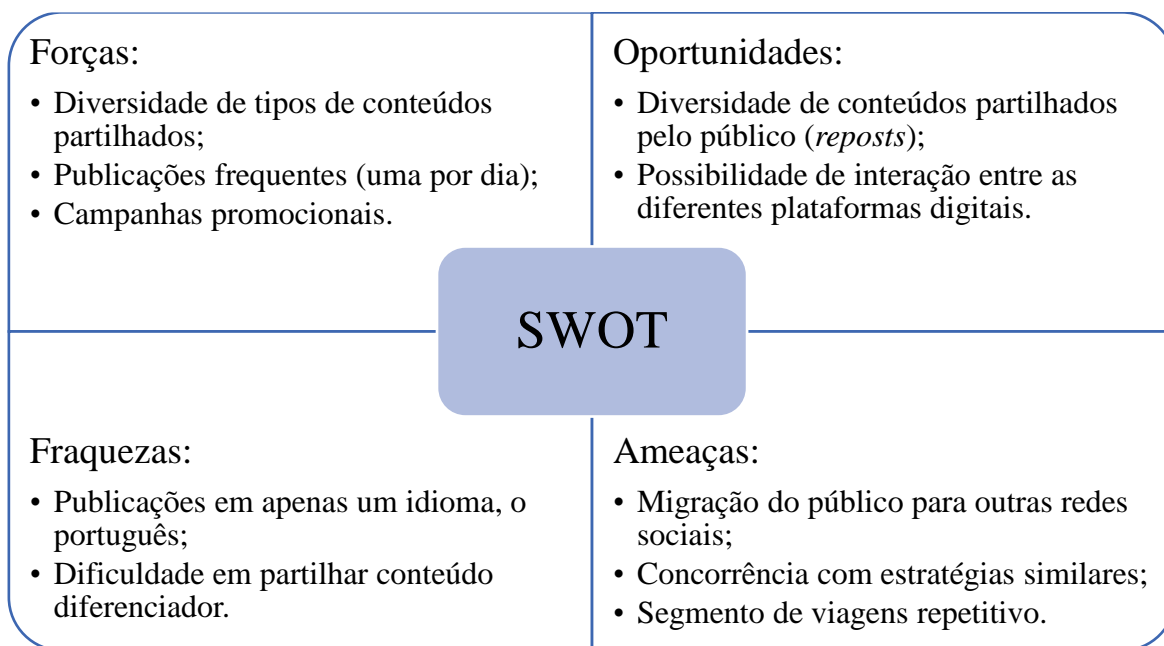 Forças:
• Diversidade de tipos de conteúdos
partilhados;
• Publicações frequentes (uma por dia);
• Campanhas promocionais.
Oportunidades:
• Diversidade de conteúdos partilhados
pelo público (reposts);
• Possibilidade de interação entre as
diferentes plataformas digitais.
SWOT
Fraquezas:
• Publicações em apenas um idioma, o
português;
• Dificuldade em partilhar conteúdo
diferenciador.
Ameaças:
• Migração do público para outras redes
sociais;
• Concorrência com estratégias similares;
• Segmento de viagens repetitivo.